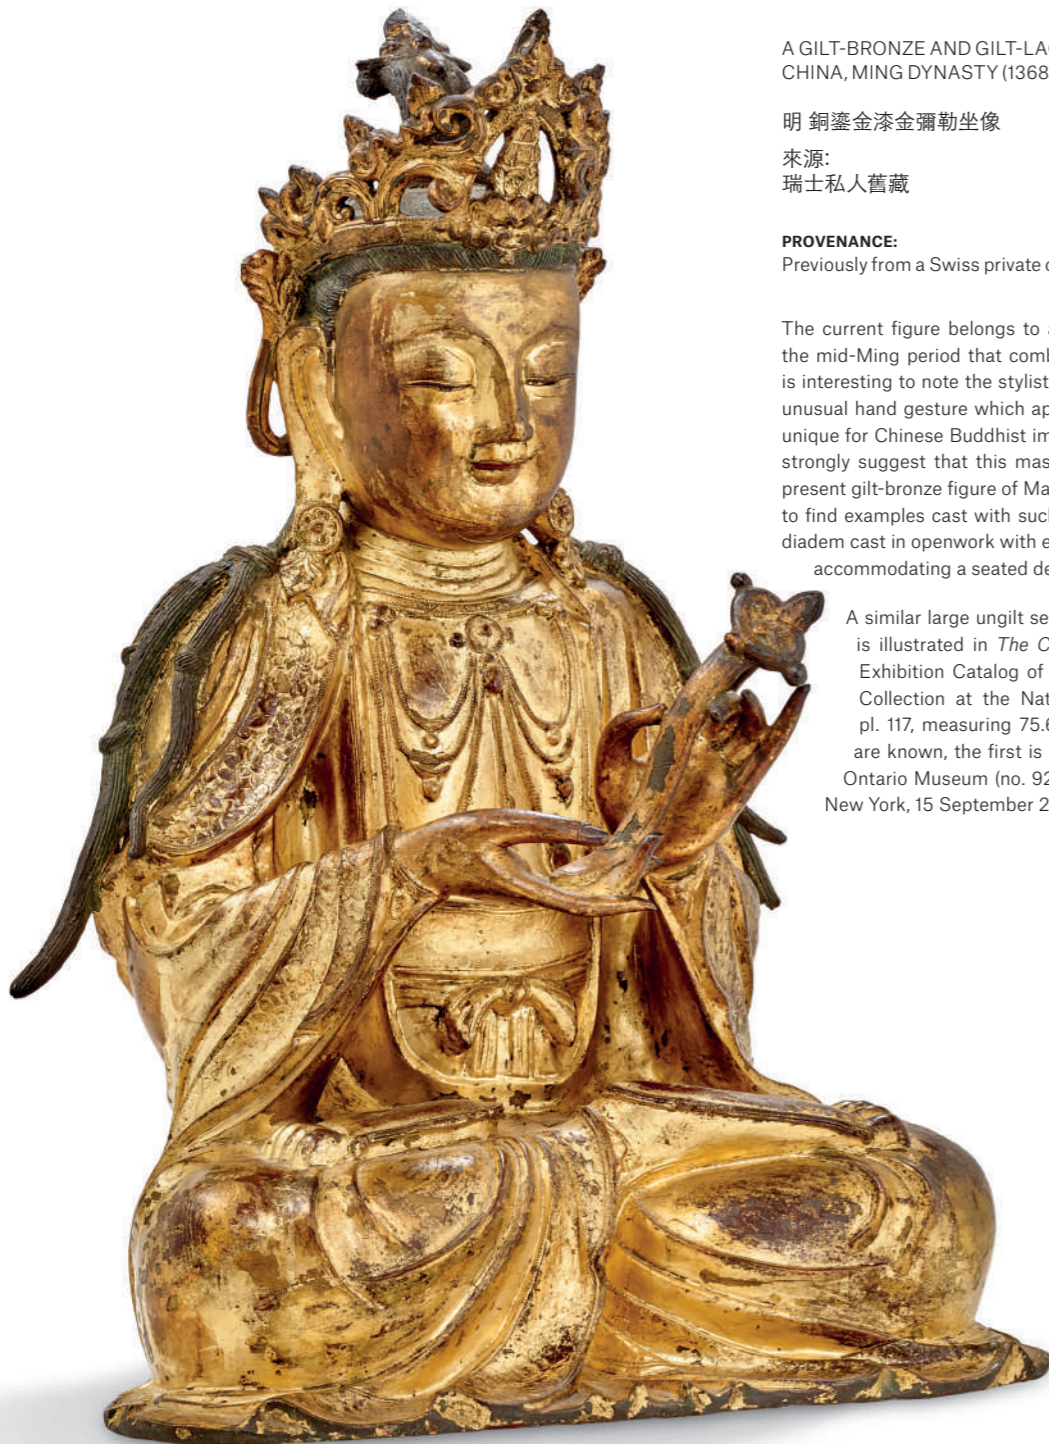 A GILT-BRONZE AND GILT-LA
CHINA, MING DYNASTY (1368
明 銅鎏金漆金彌勒坐像
來源:
瑞士私人舊藏
PROVENANCE:
Previously from a Swiss private
The current figure belongs to
the mid-Ming period that comb
is interesting to note the stylist
unusual hand gesture which ap
unique for Chinese Buddhist im
strongly suggest that this mas
present gilt-bronze figure of Ma
to find examples cast with such
diadem cast in openwork with e
accommodating a seated de
A similar large ungilt se
is illustrated in The C
Exhibition Catalog of
Collection at the Nat
pl. 117, measuring 75.6
are known, the first is
Ontario Museum (no. 92
New York, 15 September 2